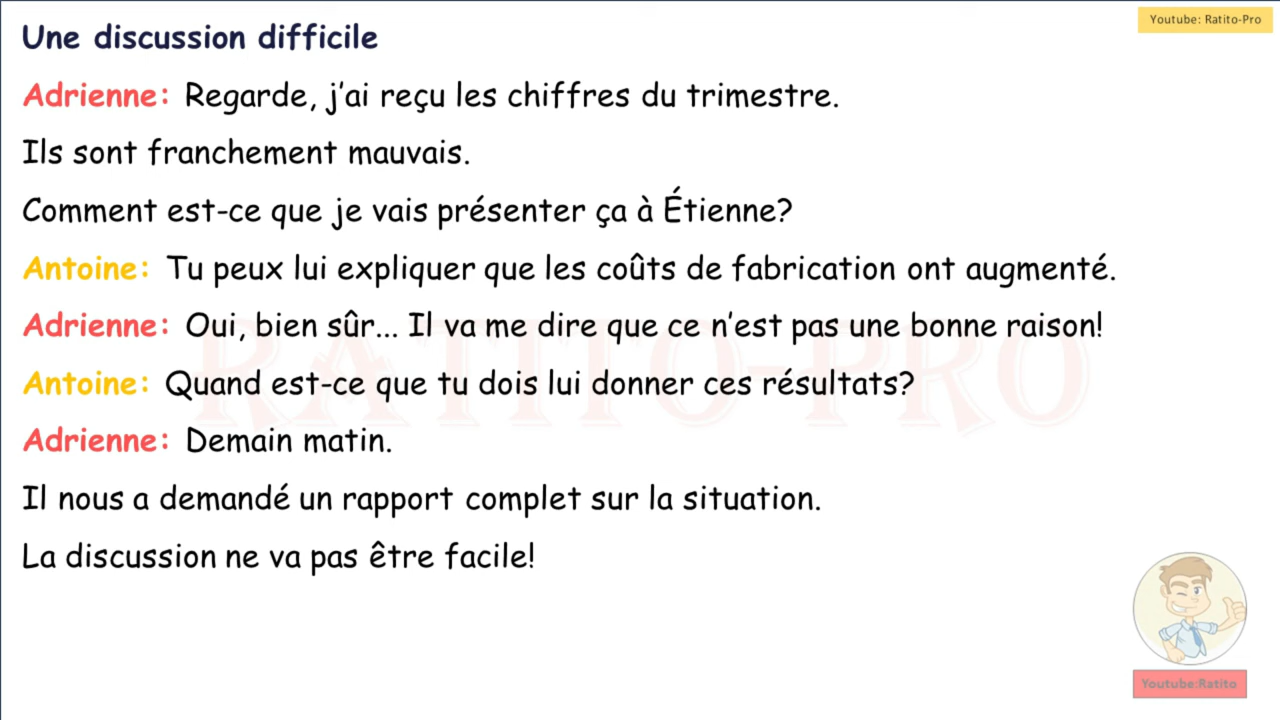 Youtube: Ratito-Pro
Une discussion difficile
Adrienne: Regarde, j'ai reçu les chiffres du trimestre.
Ils sont franchement mauvais.
Comment est-ce que je vais présenter ça à Étienne?
Antoine: Tu peux lui expliquer que les coûts de fabrication ont augmenté.
Adrienne: Oui, bien sûr... Il va me dire que ce n'est pas une bonne raison!
RATITO-PRO
Antoine: Quand est-ce que tu dois lui donner ces résultats?
Adrienne: Demain matin.
Il nous a demandé un rapport complet sur la situation.
La discussion ne va pas être facile!
Youtube:Ratito